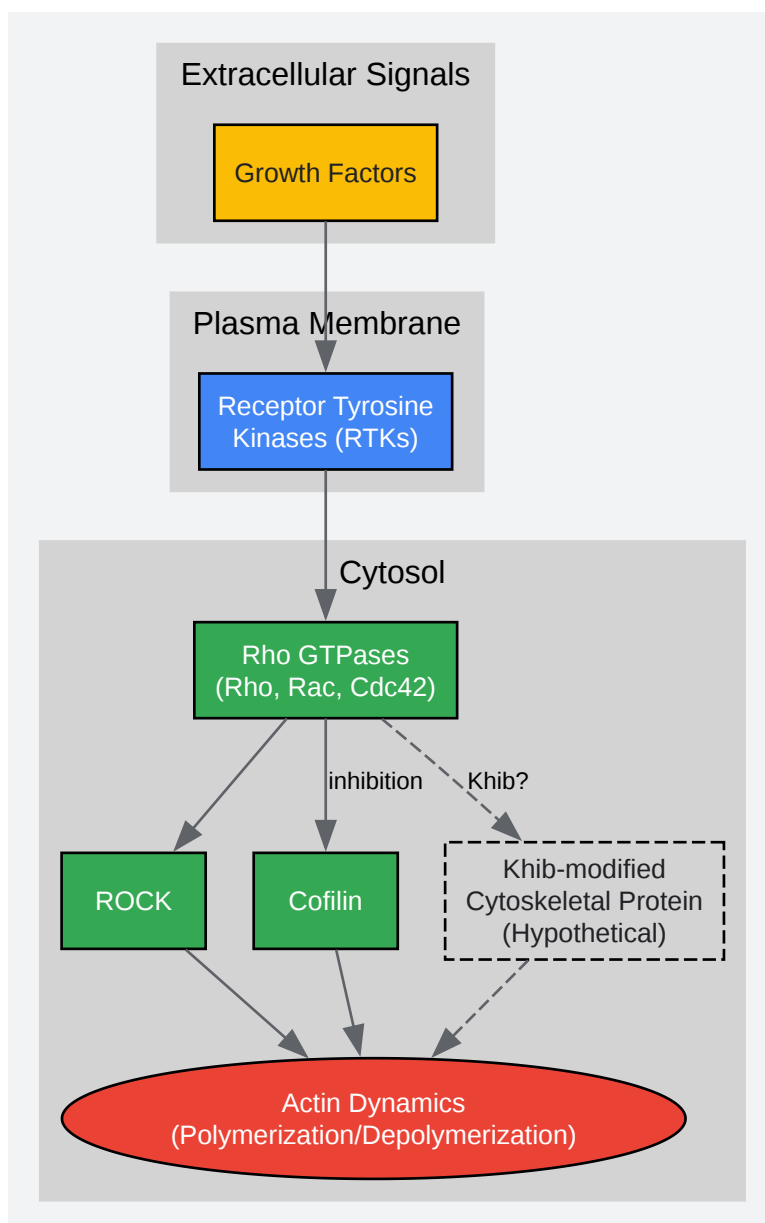 Extracellular Signals
Growth Factors
Plasma Membrane
Receptor Tyrosine
Kinases (RTKs)
Cytosol
Rho GTPases
(Rho, Rac, Cdc42)
inhibition
Khib?
ROCK
Cofilin
Khib-modified
Cytoskeletal Protein
(Hypothetical)
Actin Dynamics
(Polymerization/Depolymerization)